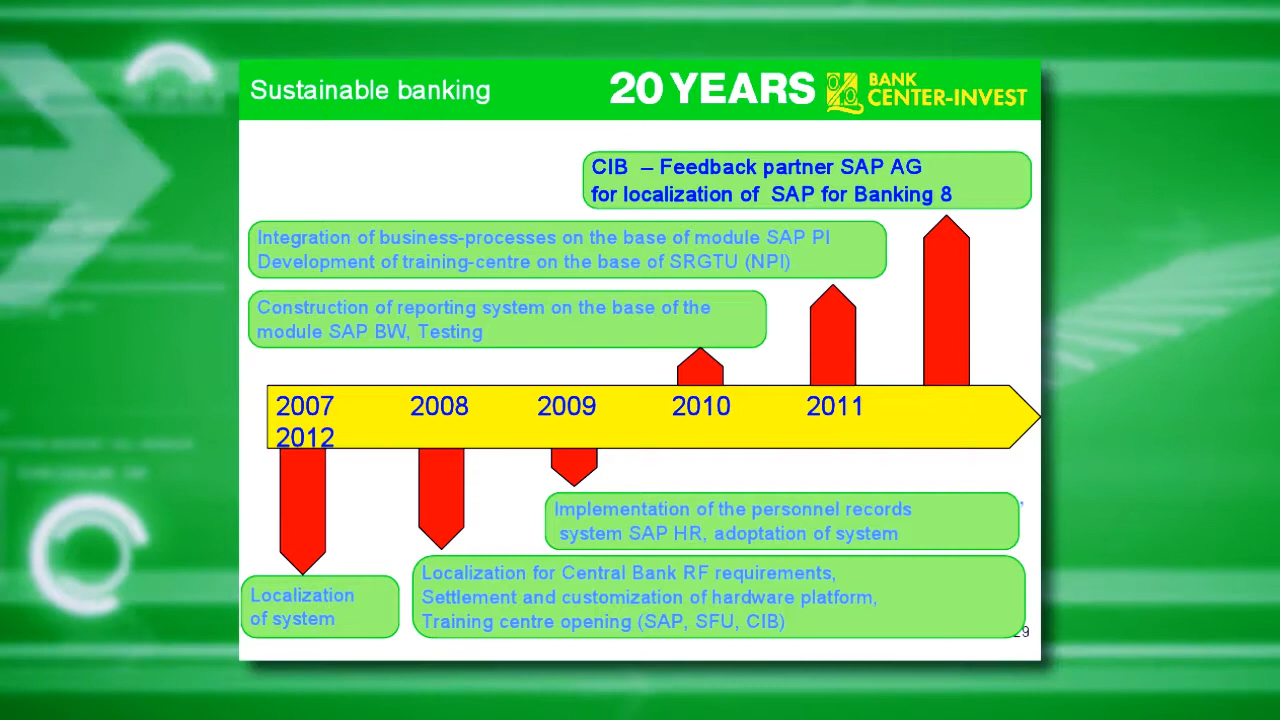 Sustainable banking
20 YEARS
BANK
CENTER-INVEST
CIB – Feedback partner SAP AG
for localization of SAP for Banking 8
Integration of business-processes on the base of module SAP PI
Development of training-centre on the base of SRGTU (NPI)
Construction of reporting system on the base of the
module SAP BW, Testing
2007 2008 2009 2010 2011
2012
Implementation of the personnel records
system SAP HR, adoptation of system
Localization for Central Bank RF requirements,
Settlement and customization of hardware platform,
Training centre opening (SAP, SFU, CIB)
Localization
of system
29